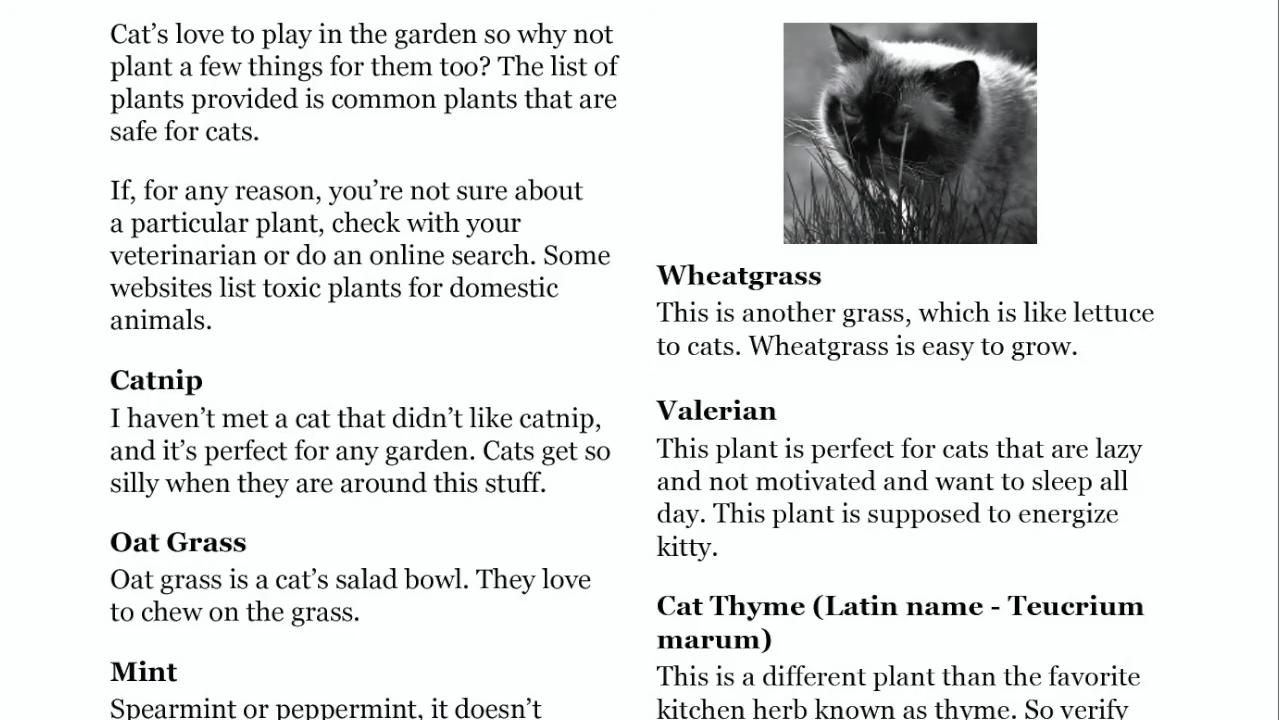 Cat’s love to play in the garden so why not
plant a few things for them too? The list of
plants provided is common plants that are
safe for cats.
If, for any reason, you’re not sure about
a particular plant, check with your
veterinarian or do an online search. Some
websites list toxic plants for domestic
animals.
Catnip
I haven’t met a cat that didn’t like catnip,
and it’s perfect for any garden. Cats get so
silly when they are around this stuff.
Oat Grass
Oat grass is a cat’s salad bowl. They love
to chew on the grass.
Mint
Spearmint or peppermint, it doesn’t
Wheatgrass
This is another grass, which is like lettuce
to cats. Wheatgrass is easy to grow.
Valerian
This plant is perfect for cats that are lazy
and not motivated and want to sleep all
day. This plant is supposed to energize
kitty.
Cat Thyme (Latin name - Teucrium
marum)
This is a different plant than the favorite
kitchen herb known as thyme. So verify